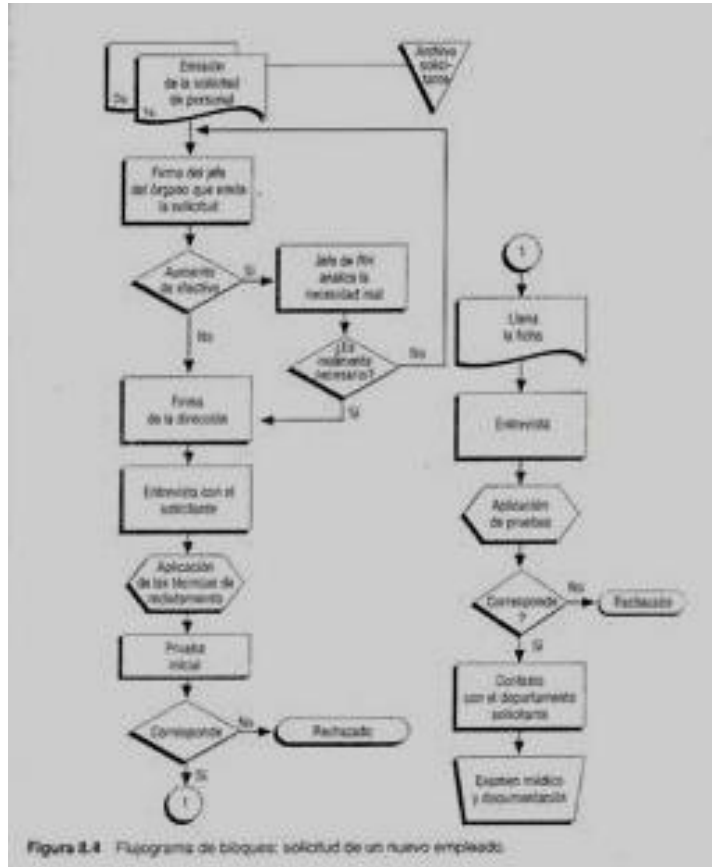 Emisión
de la solicitud
de personal
Archivo
solici-
tante
Firma del jefe
del órgano que emite
la solicitud
Aumento
de efectivo
Si
No
Jefe de RH
analiza la
necesidad real
¿Es
realmente
necesario?
No
Sí
Firma
de la dirección
Entrevista con el
solicitante
Aplicación
de las técnicas de
reclutamiento
Prueba
inicial
Corresponde
No
Rechazado
Sí
1
1
Llena
la ficha
Entrevista
Aplicación
de pruebas
Corresponde
?
No
Rechazado
Sí
Contacto
con el departamento
solicitante
Examen médico
y documentación
Figura 8.4 Flujograma de bloques: solicitud de un nuevo empleado.